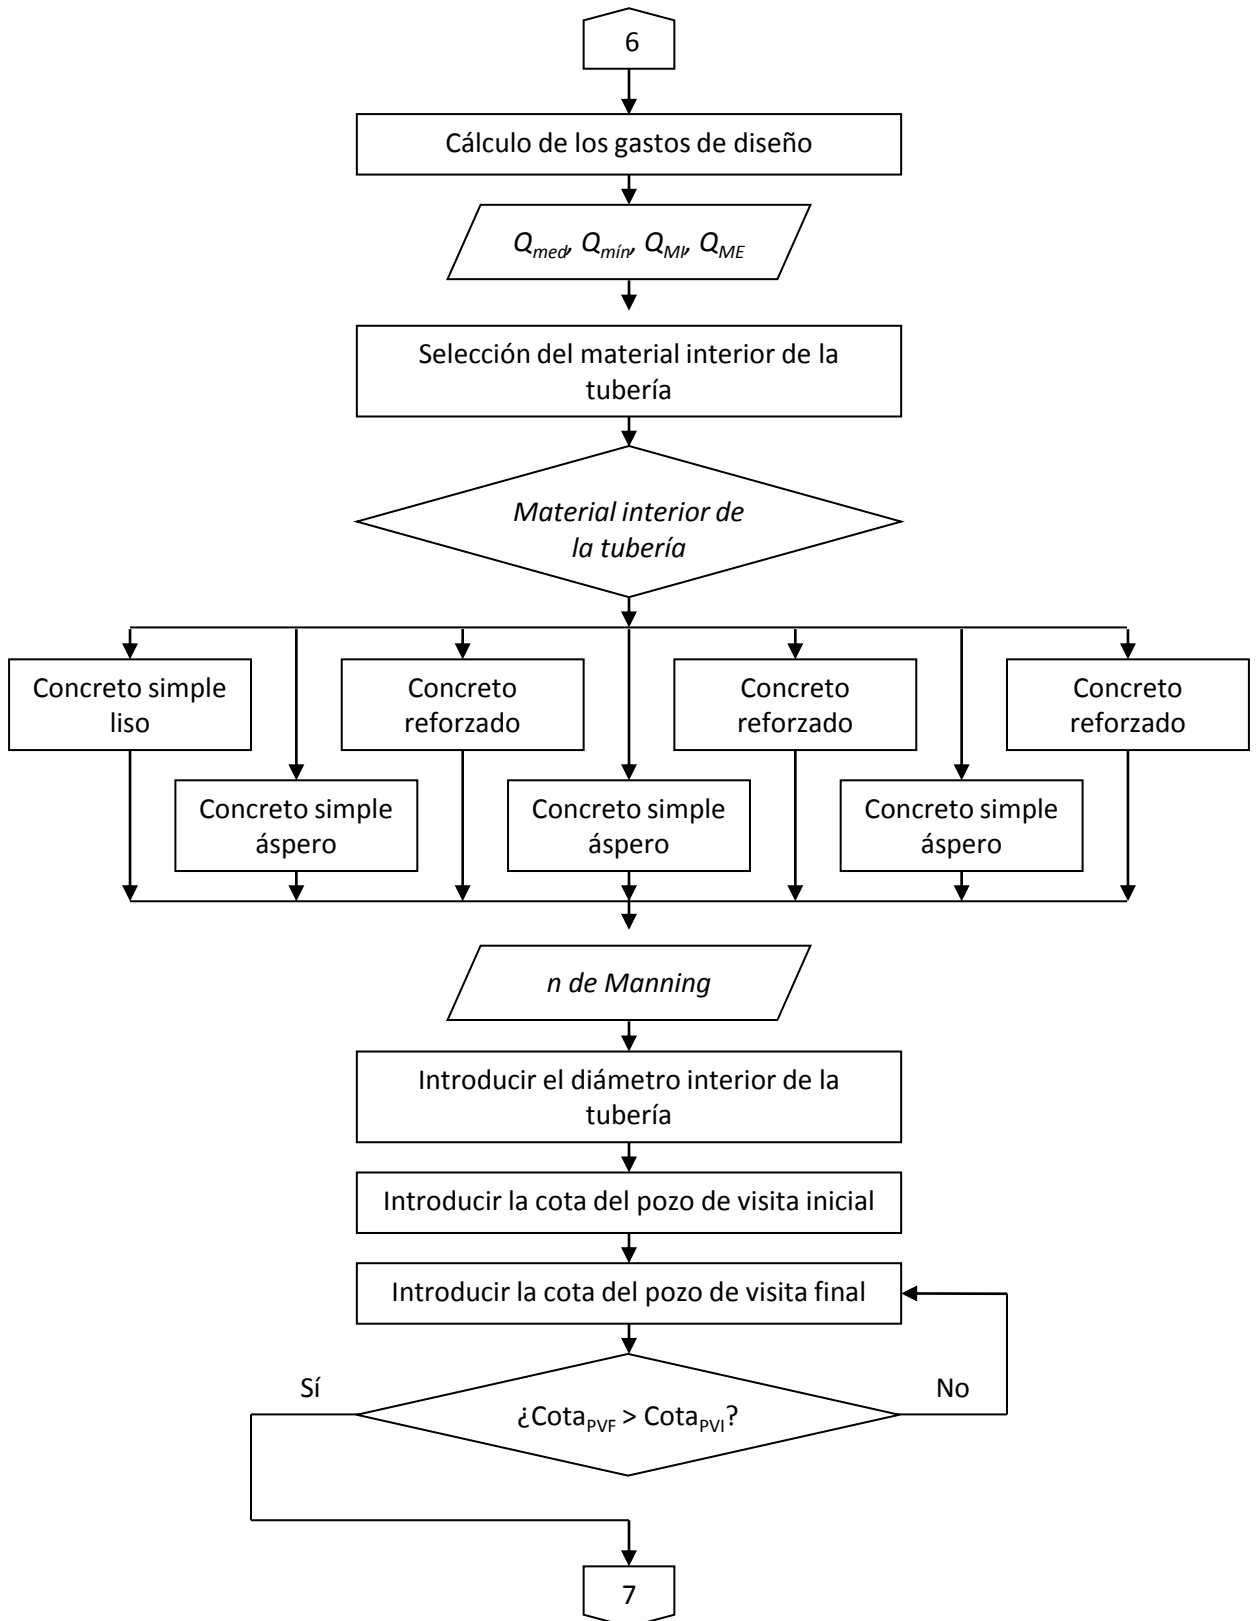 6
Cálculo de los gastos de diseño
Qmed, Qmín, QMI, QME
Selección del material interior de la
tubería
Material interior de
la tubería
Concreto simple
liso
Concreto
reforzado
Concreto
reforzado
Concreto
reforzado
Concreto simple
áspero
Concreto simple
áspero
Concreto simple
áspero
n de Manning
Introducir el diámetro interior de la
tubería
Introducir la cota del pozo de visita inicial
Introducir la cota del pozo de visita final
Sí
No
¿CotaPVF > CotaPVI?
7